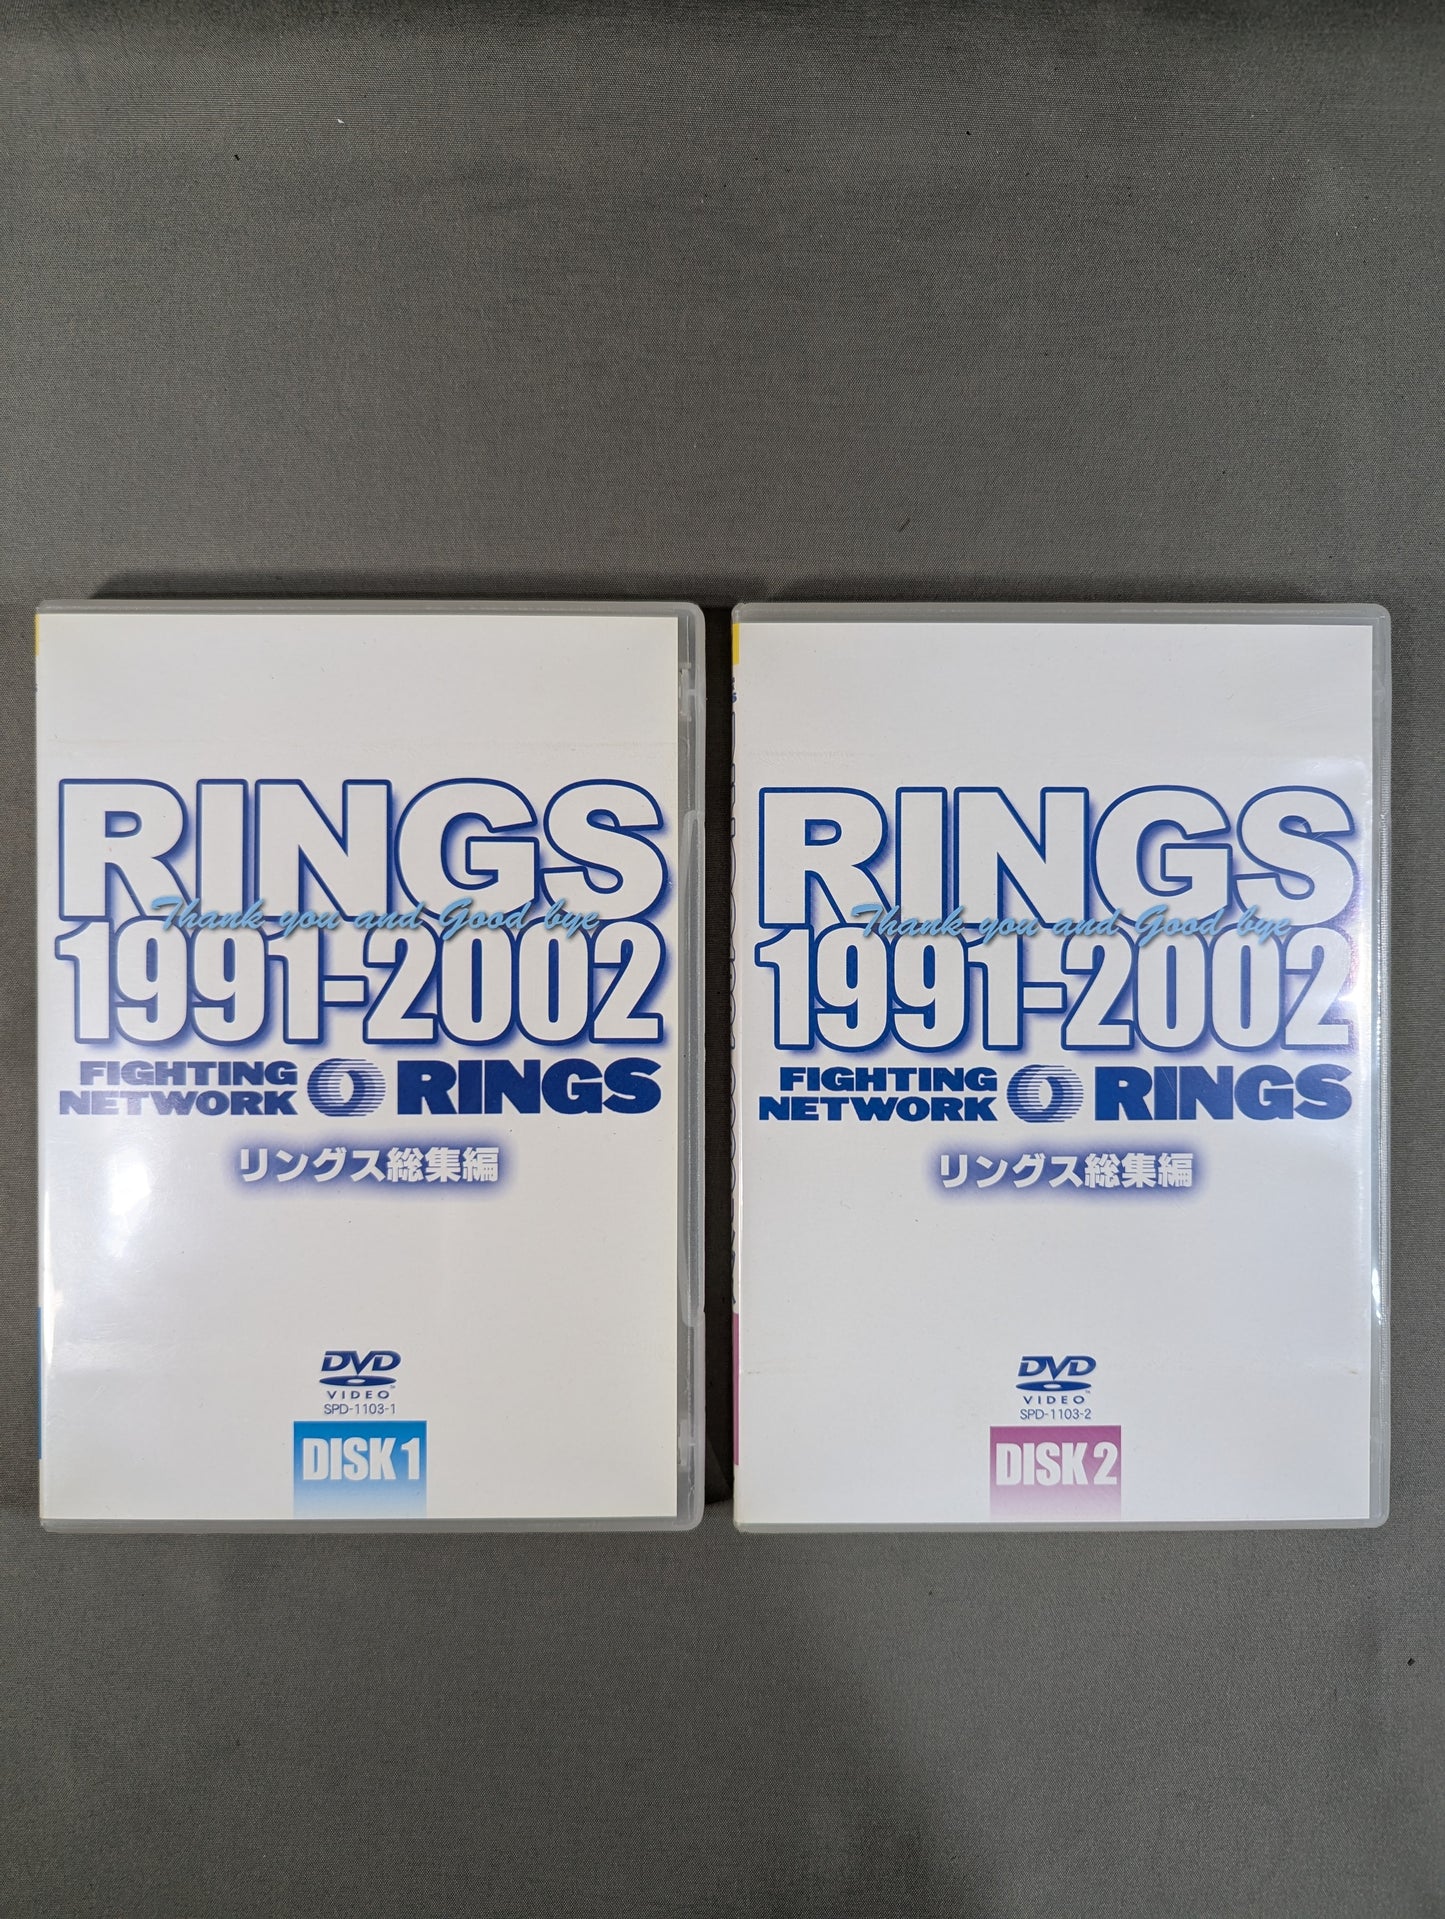 RINGS
Thank you and Good bye
1991-2002
FIGHTING
NETWORK RINGS
リングス総集編
DVD
VIDEO
SPD-1103-1
DISK 1
RINGS
Thank you and Good bye
1991-2002
FIGHTING
NETWORK RINGS
リングス総集編
DVD
VIDEO
SPD-1103-2
DISK 2